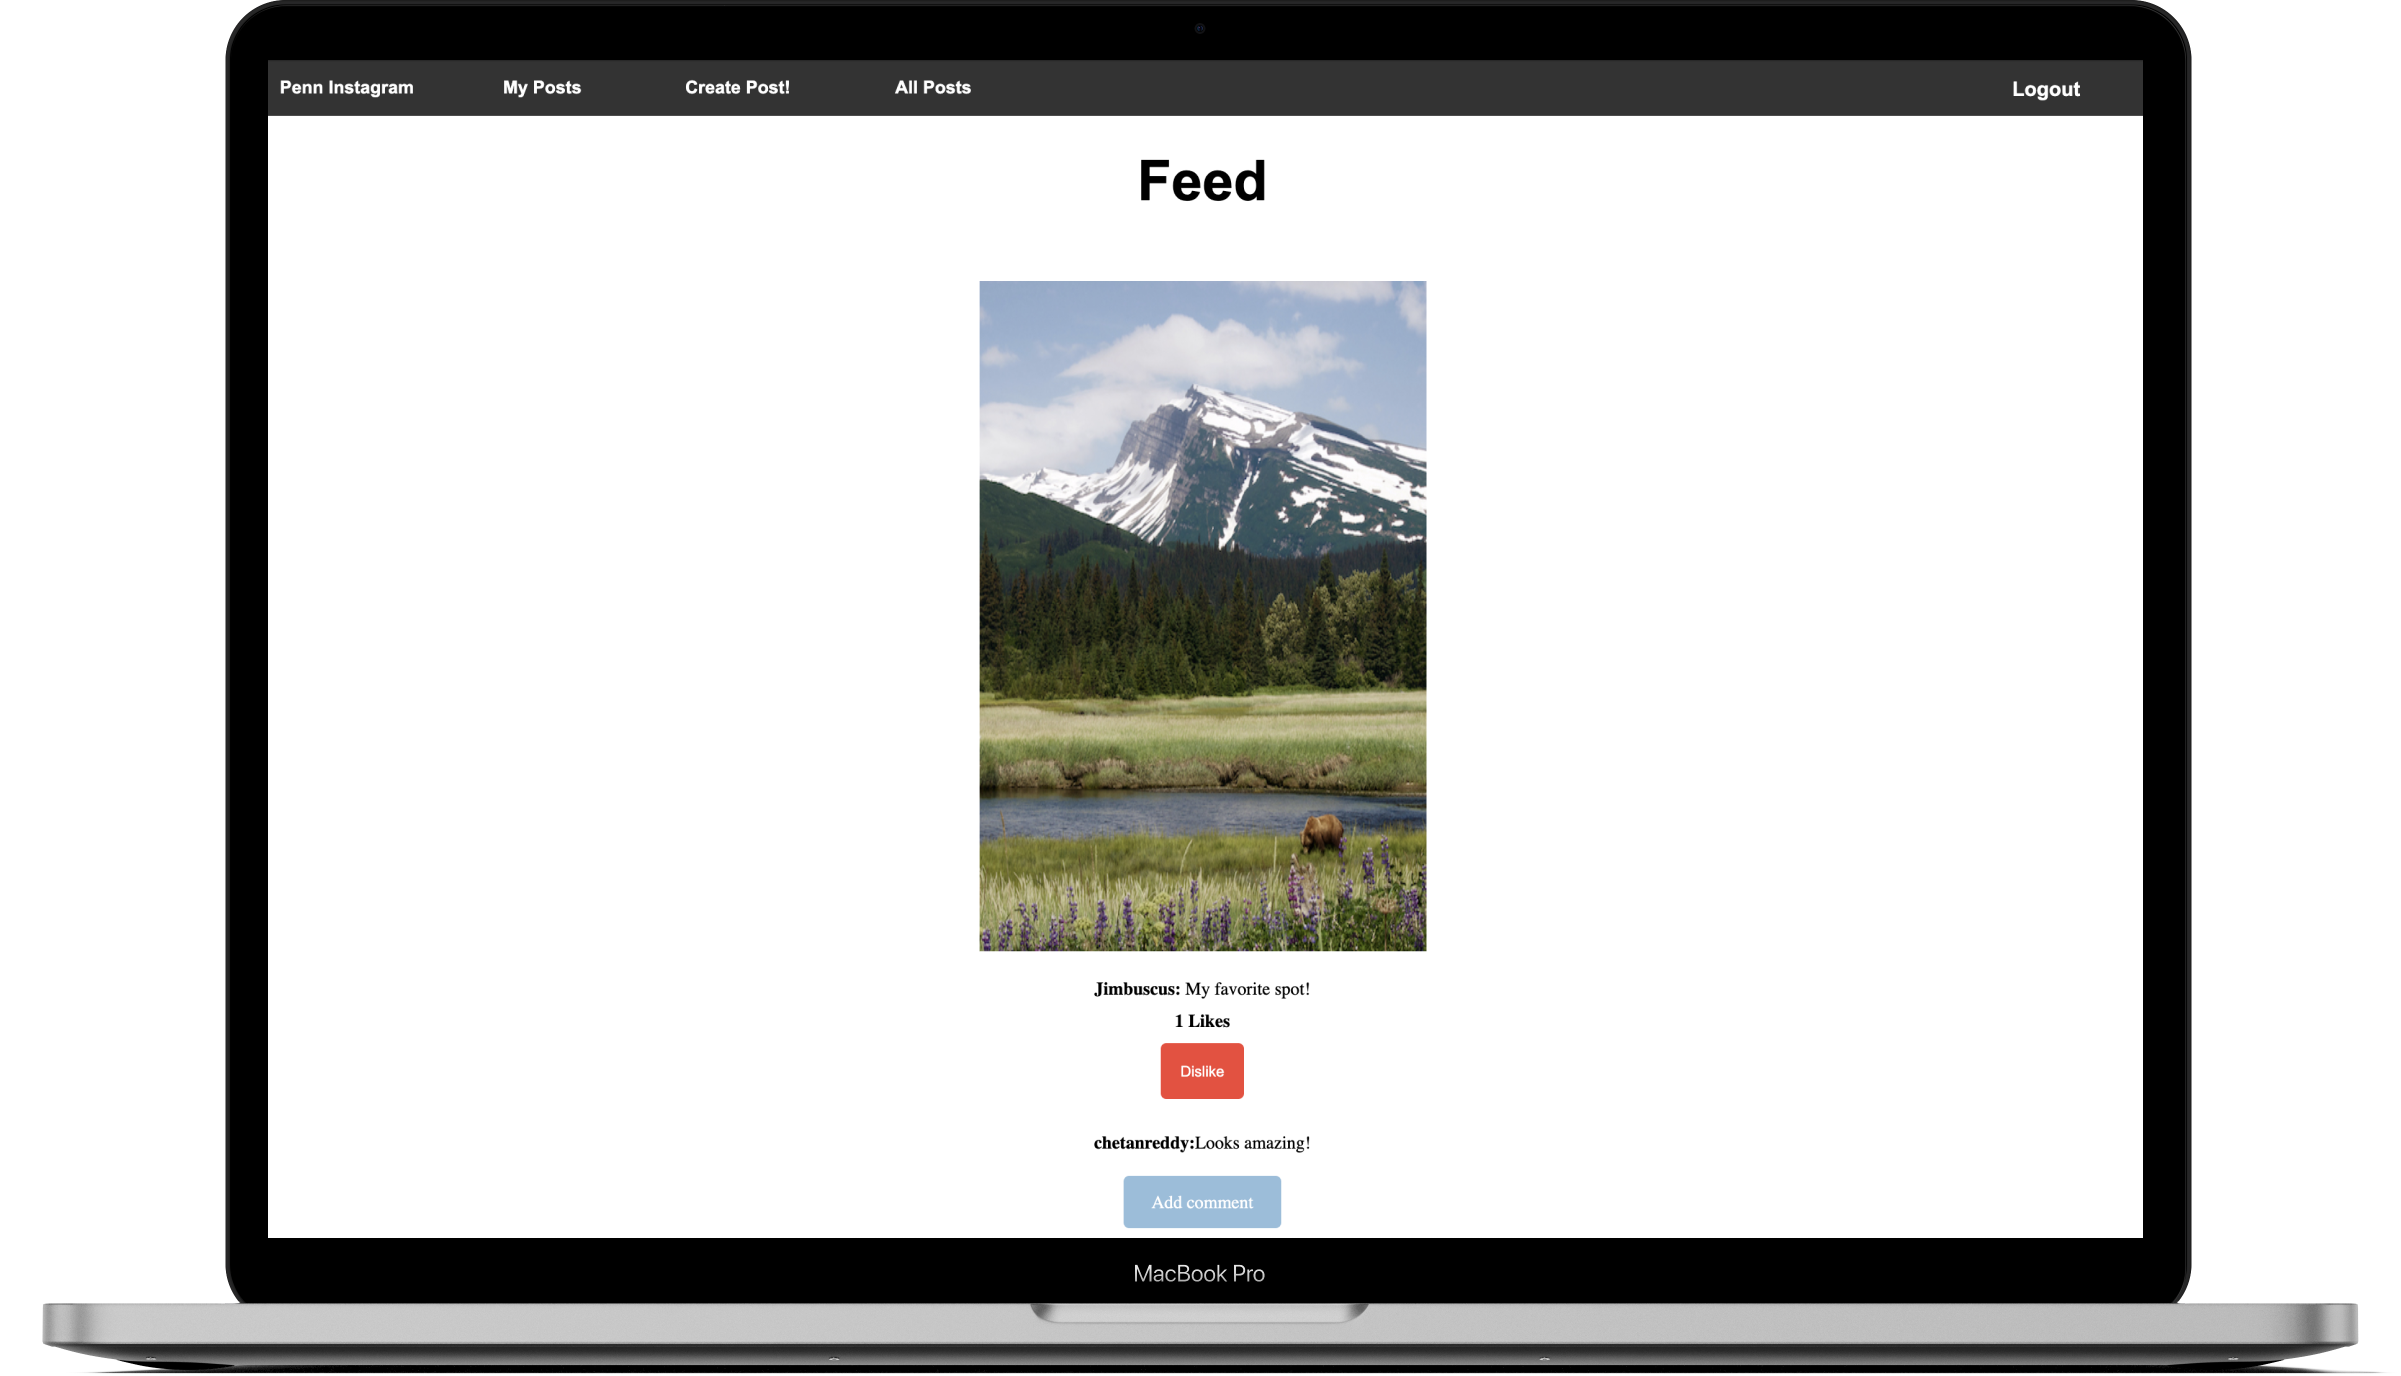 Penn Instagram My Posts Create Post! All Posts Logout
Feed
Jimbuscus: My favorite spot!
1 Likes
Dislike
chetanreddy:Looks amazing!
Add comment
MacBook Pro